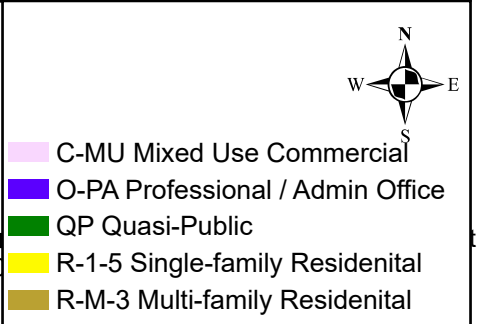 N
W E
S
C-MU Mixed Use Commercial
O-PA Professional / Admin Office
QP Quasi-Public
R-1-5 Single-family Residenital
R-M-3 Multi-family Residenital